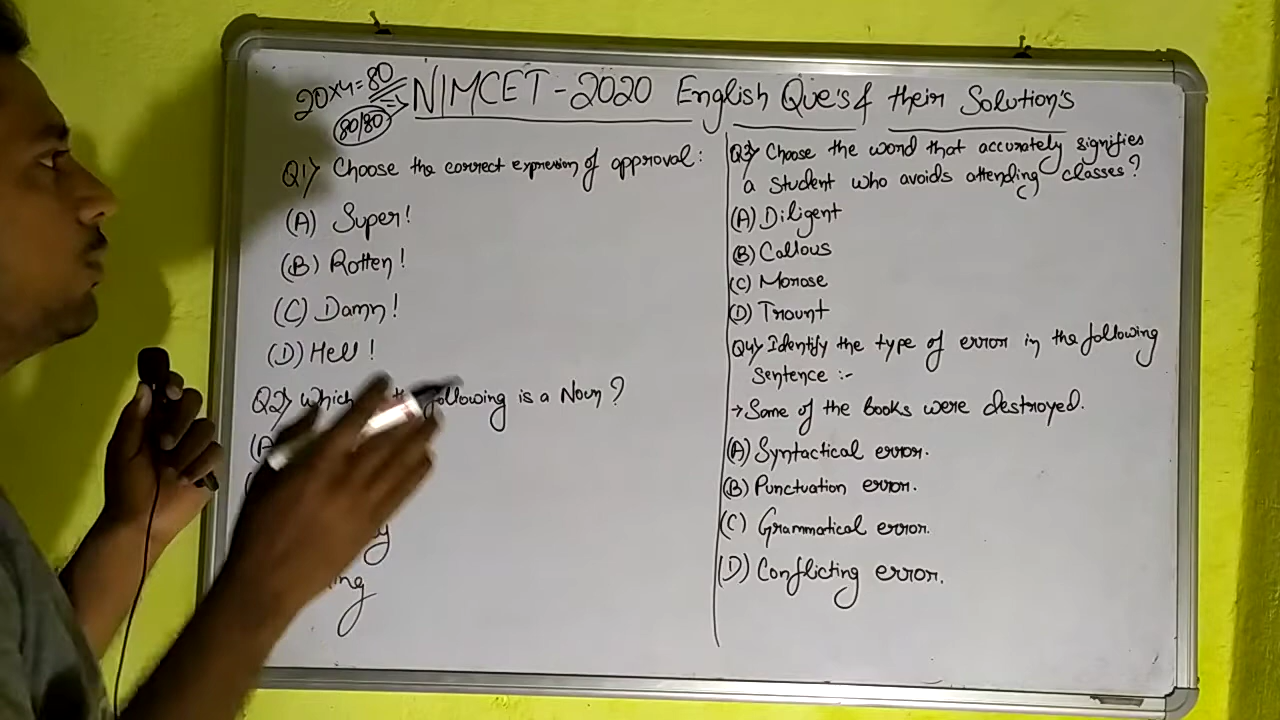 20×4=80
80/80
=> NIMCET-2020 English Que's & their Solution's
Q1> Choose the correct expression of approval:
(A) Super!
(B) Rotten!
(C) Damn!
(D) Hell!
Q2> Which following is a Noun?
(A
Q3> Choose the word that accurately signifies
a student who avoids attending classes?
(A) Diligent
(B) Callous
(C) Morose
(D) Traunt
Q4> Identify the type of error in the following
sentence :-
→ Some of the books were destroyed.
(A) Syntactical error.
(B) Punctuation error.
(C) Grammatical error.
(D) Conflicting error.